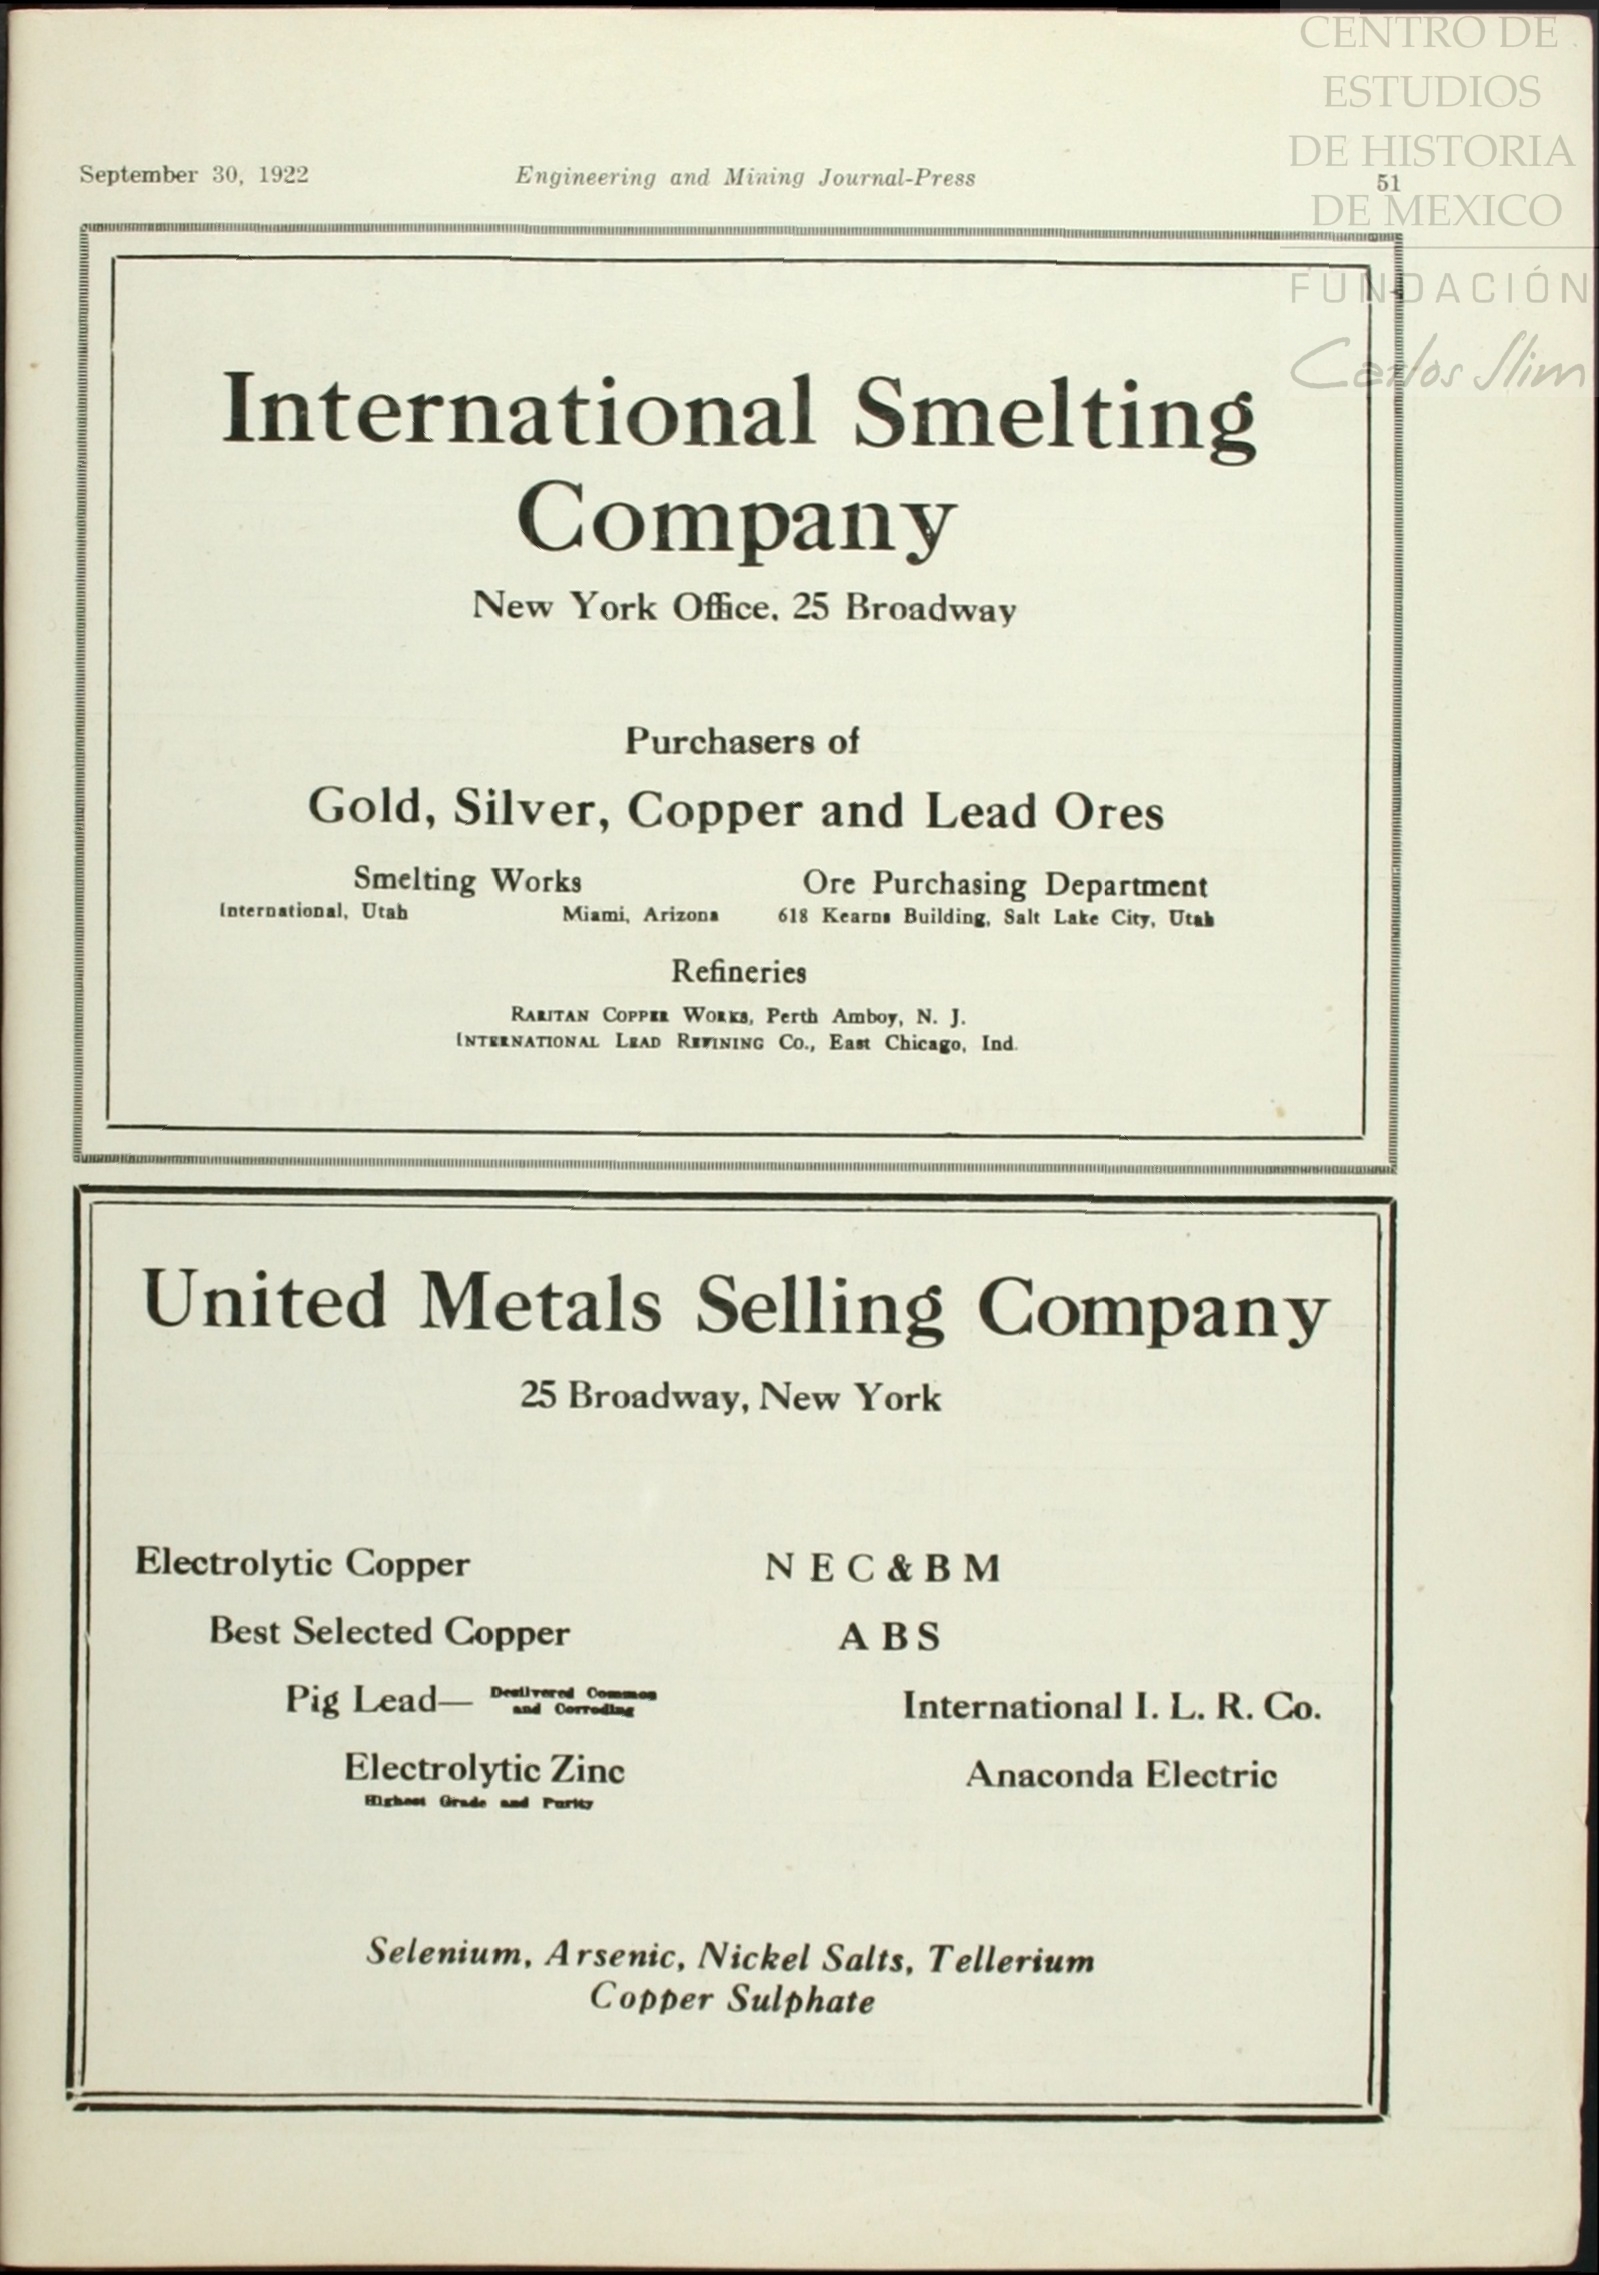 CENTRO DE
ESTUDIOS
DE HISTORIA
DE MEXICO
FUNDACIÓN
Carlos Slim
September 30, 1922 Engineering and Mining Journal-Press 51
International Smelting
Company
New York Office, 25 Broadway
Purchasers of
Gold, Silver, Copper and Lead Ores
Smelting Works
International, Utah Miami, Arizona
Ore Purchasing Department
618 Kearns Building, Salt Lake City, Utah
Refineries
RARITAN COPPER WORKS, Perth Amboy, N. J.
INTERNATIONAL LEAD REFINING Co., East Chicago, Ind.
United Metals Selling Company
25 Broadway, New York
Electrolytic Copper N E C & B M
Best Selected Copper A B S
Pig Lead— Common
and Corroding
International I. L. R. Co.
Electrolytic Zinc Anaconda Electric
Highest Grade and Purity
Selenium, Arsenic, Nickel Salts, Tellerium
Copper Sulphate